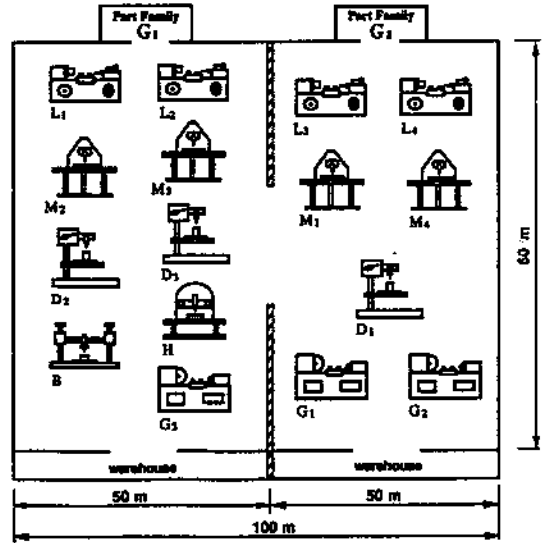 Part Family
G₁
Part Family
G₂
L₁
L₂
L₃
L₄
M₂
M₃
M₁
M₄
D₂
D₃
D₁
B
H
G₃
G₁
G₂
60 m
warehouse
warehouse
50 m
50 m
100 m